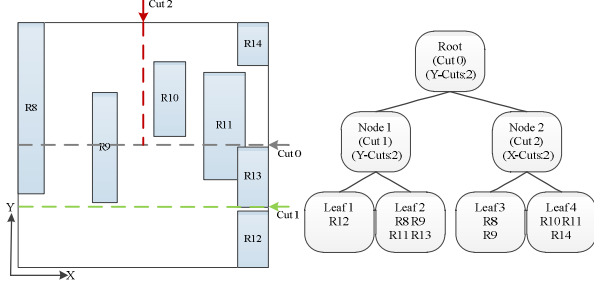 Cut 2
R14
R8
R10
R11
R9
Cut 0
R13
Y
Cut 1
R12
X
Root
(Cut 0)
(Y-Cuts:2)
Node 1
(Cut 1)
(Y-Cuts:2)
Node 2
(Cut 2)
(X-Cuts:2)
Leaf 1
R12
Leaf 2
R8 R9
R11 R13
Leaf 3
R8
R9
Leaf 4
R10 R11
R14